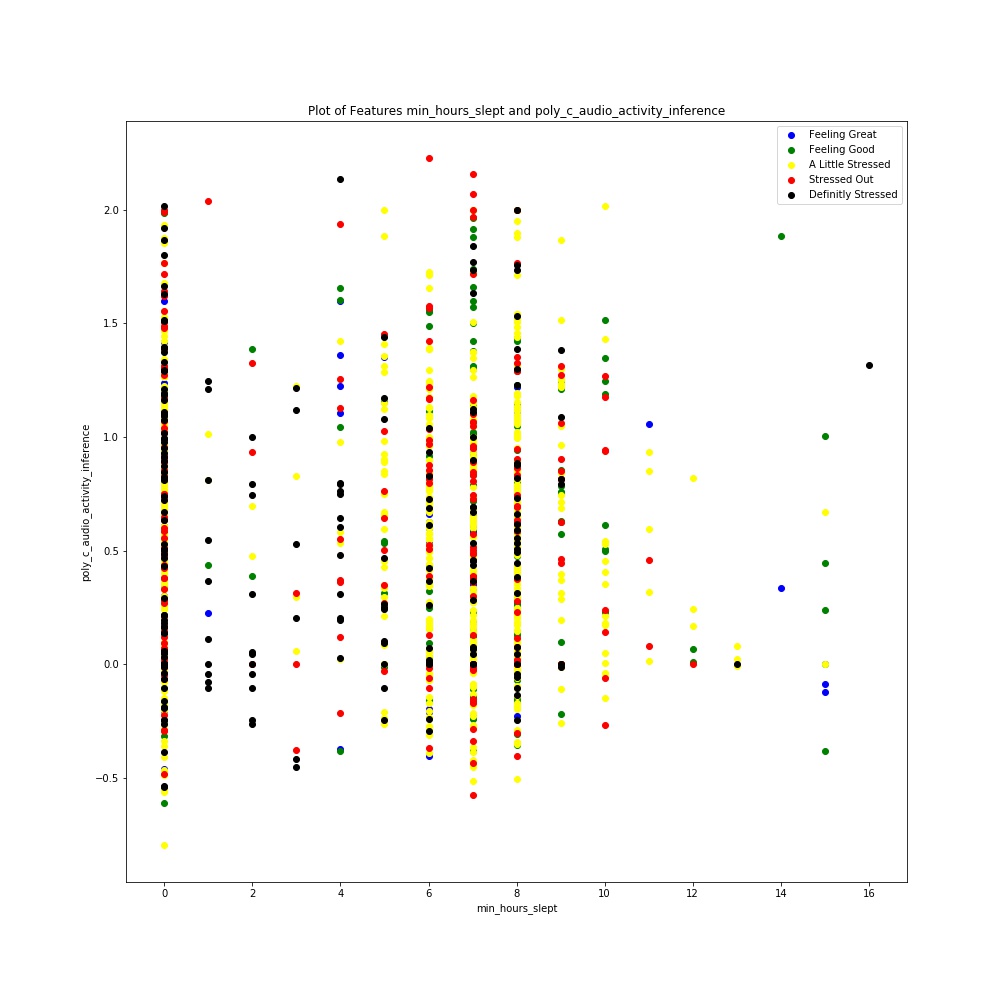 Plot of Features min_hours_slept and poly_c_audio_activity_inference
Feeling Great
Feeling Good
A Little Stressed
Stressed Out
Definitly Stressed
poly_c_audio_activity_inference
2.0
1.5
1.0
0.5
0.0
−0.5
0 2 4 6 8 10 12 14 16
min_hours_slept